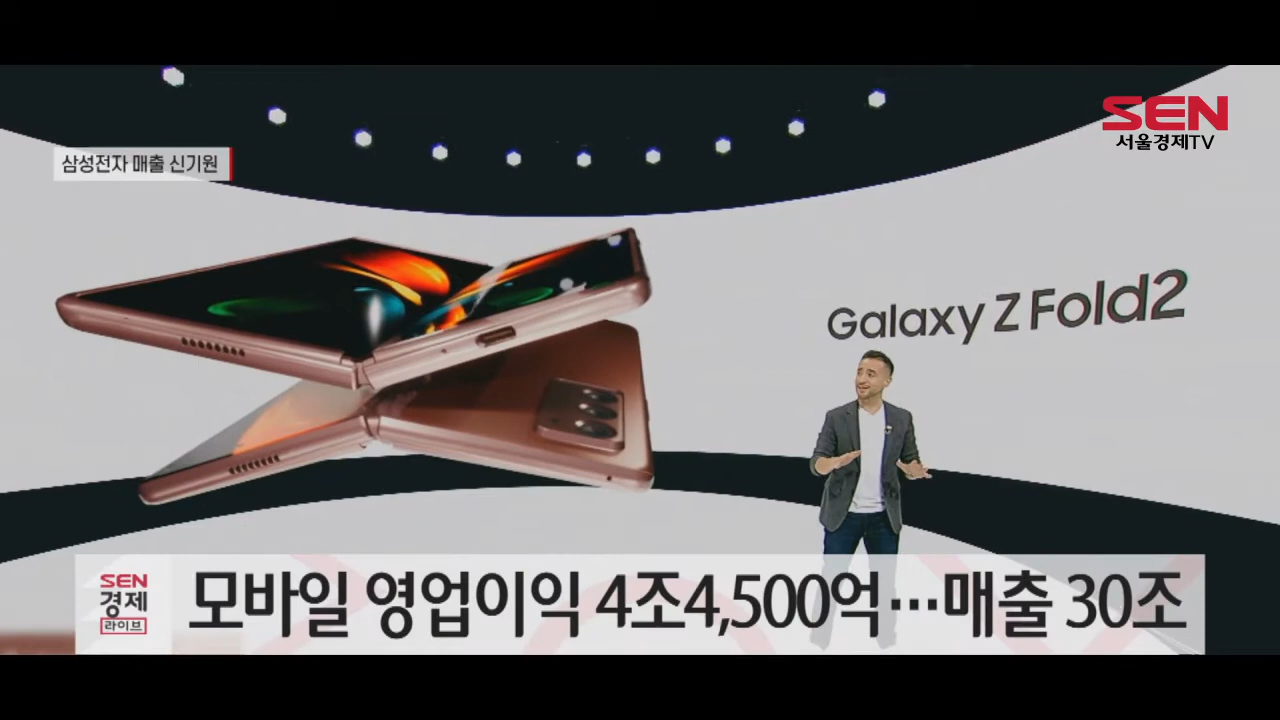 SEN
서울경제TV
삼성전자 매출 신기원
Galaxy Z Fold2
SEN
경제
라이브
모바일 영업이익 4조4,500억…매출 30조